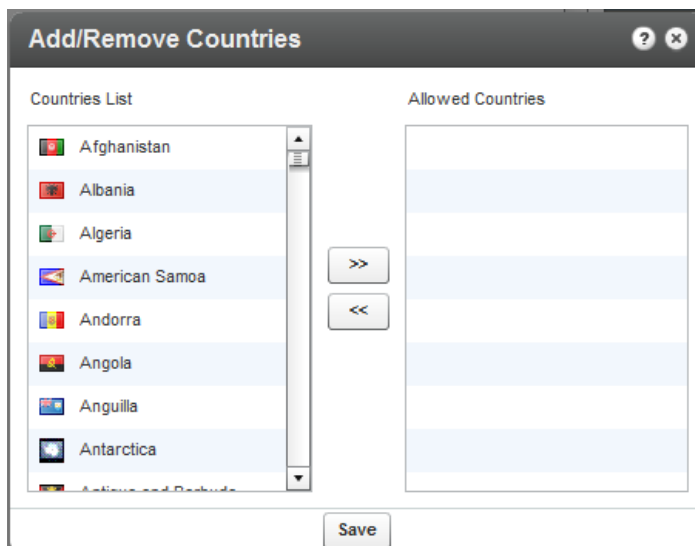 Add/Remove Countries
?
Countries List
Allowed Countries
Afghanistan
Albania
Algeria
American Samoa
>>
Andorra
<<
Angola
Anguilla
Antarctica
Save